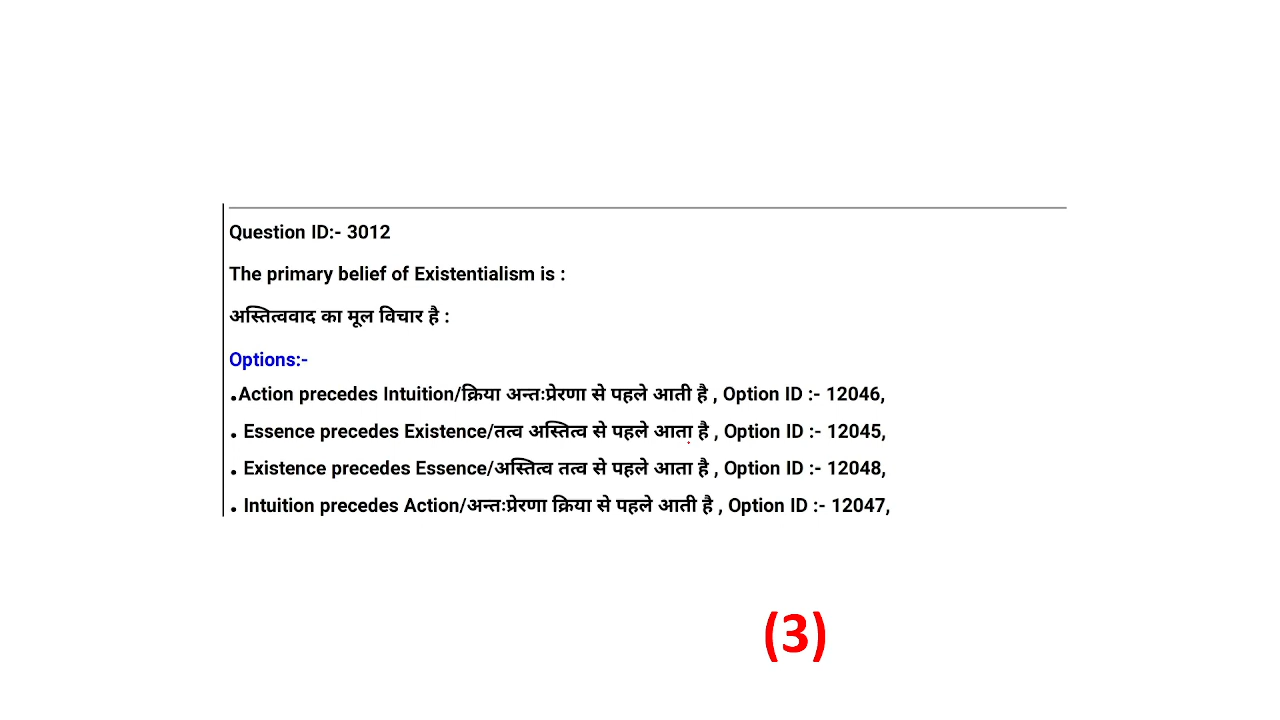 Question ID:- 3012
The primary belief of Existentialism is :
अस्तित्ववाद का मूल विचार है :
Options:-
.Action precedes Intuition/क्रिया अन्तःप्रेरणा से पहले आती है , Option ID :- 12046,
. Essence precedes Existence/तत्व अस्तित्व से पहले आता है , Option ID :- 12045,
. Existence precedes Essence/अस्तित्व तत्व से पहले आता है , Option ID :- 12048,
. Intuition precedes Action/अन्तःप्रेरणा क्रिया से पहले आती है , Option ID :- 12047,
(3)